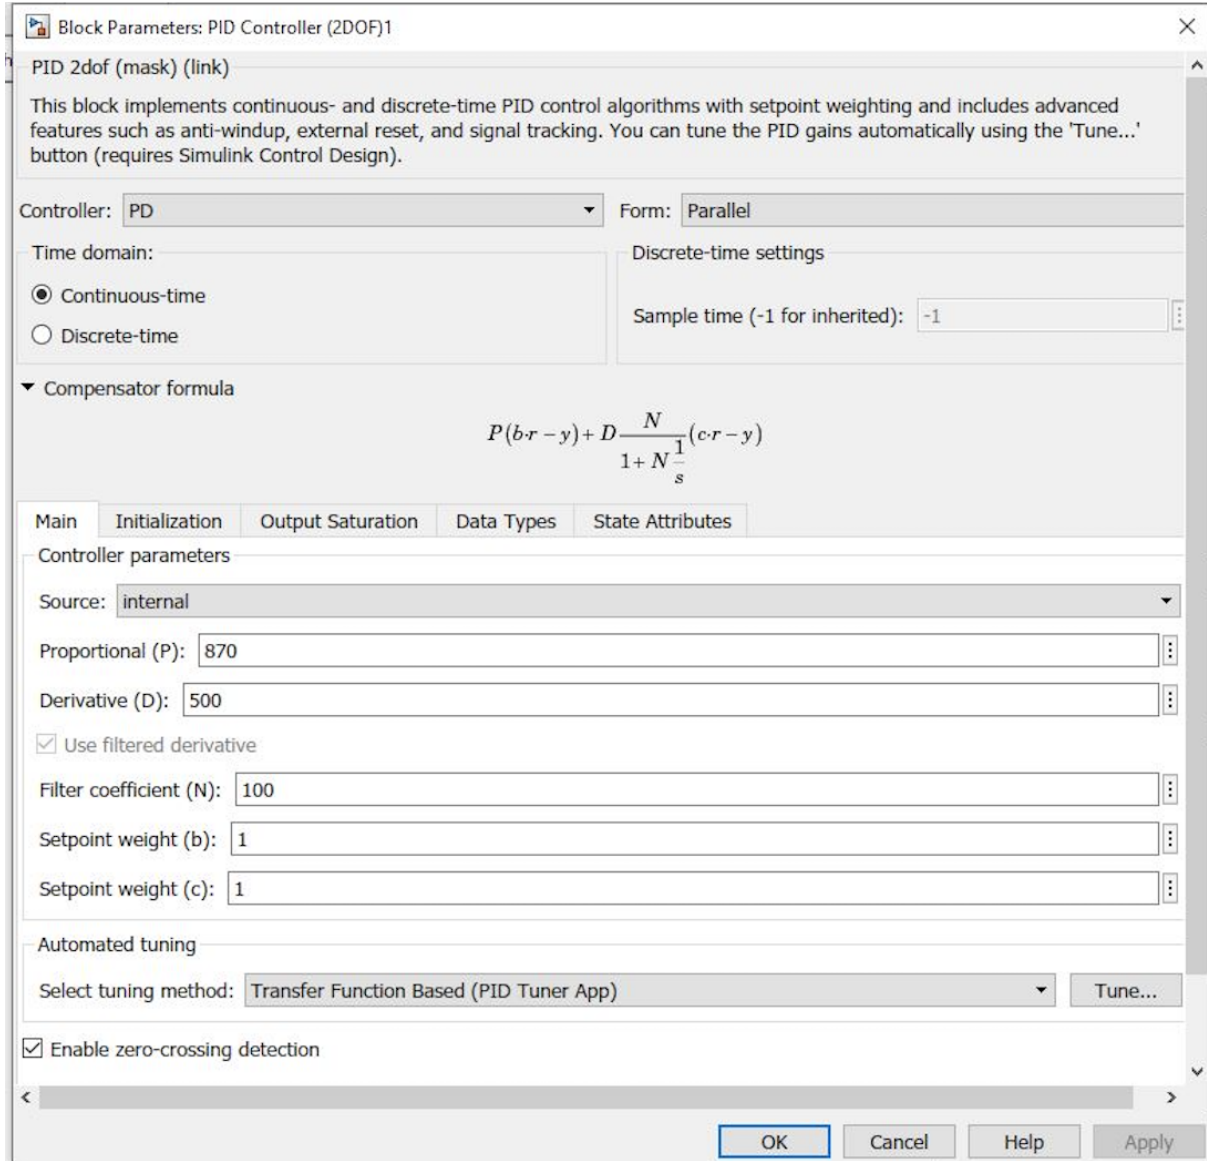 Block Parameters: PID Controller (2DOF)1
PID 2dof (mask) (link)
This block implements continuous- and discrete-time PID control algorithms with setpoint weighting and includes advanced
features such as anti-windup, external reset, and signal tracking. You can tune the PID gains automatically using the 'Tune...'
button (requires Simulink Control Design).
Controller: PD Form: Parallel
Time domain: Discrete-time settings
Continuous-time
Sample time (-1 for inherited): -1
Discrete-time
Compensator formula
P(b·r − y) + D N / (1 + N 1/s) (c·r − y)
Main Initialization Output Saturation Data Types State Attributes
Controller parameters
Source: internal
Proportional (P): 870
Derivative (D): 500
Use filtered derivative
Filter coefficient (N): 100
Setpoint weight (b): 1
Setpoint weight (c): 1
Automated tuning
Select tuning method: Transfer Function Based (PID Tuner App) Tune...
Enable zero-crossing detection
OK Cancel Help Apply